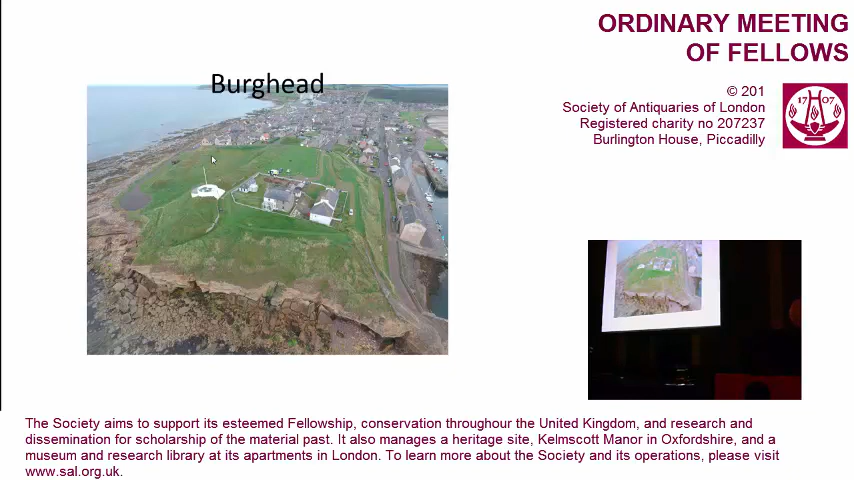 ORDINARY MEETING
OF FELLOWS
Burghead
© 201
Society of Antiquaries of London
Registered charity no 207237
Burlington House, Piccadilly
17 07
The Society aims to support its esteemed Fellowship, conservation throughour the United Kingdom, and research and
dissemination for scholarship of the material past. It also manages a heritage site, Kelmscott Manor in Oxfordshire, and a
museum and research library at its apartments in London. To learn more about the Society and its operations, please visit
www.sal.org.uk.